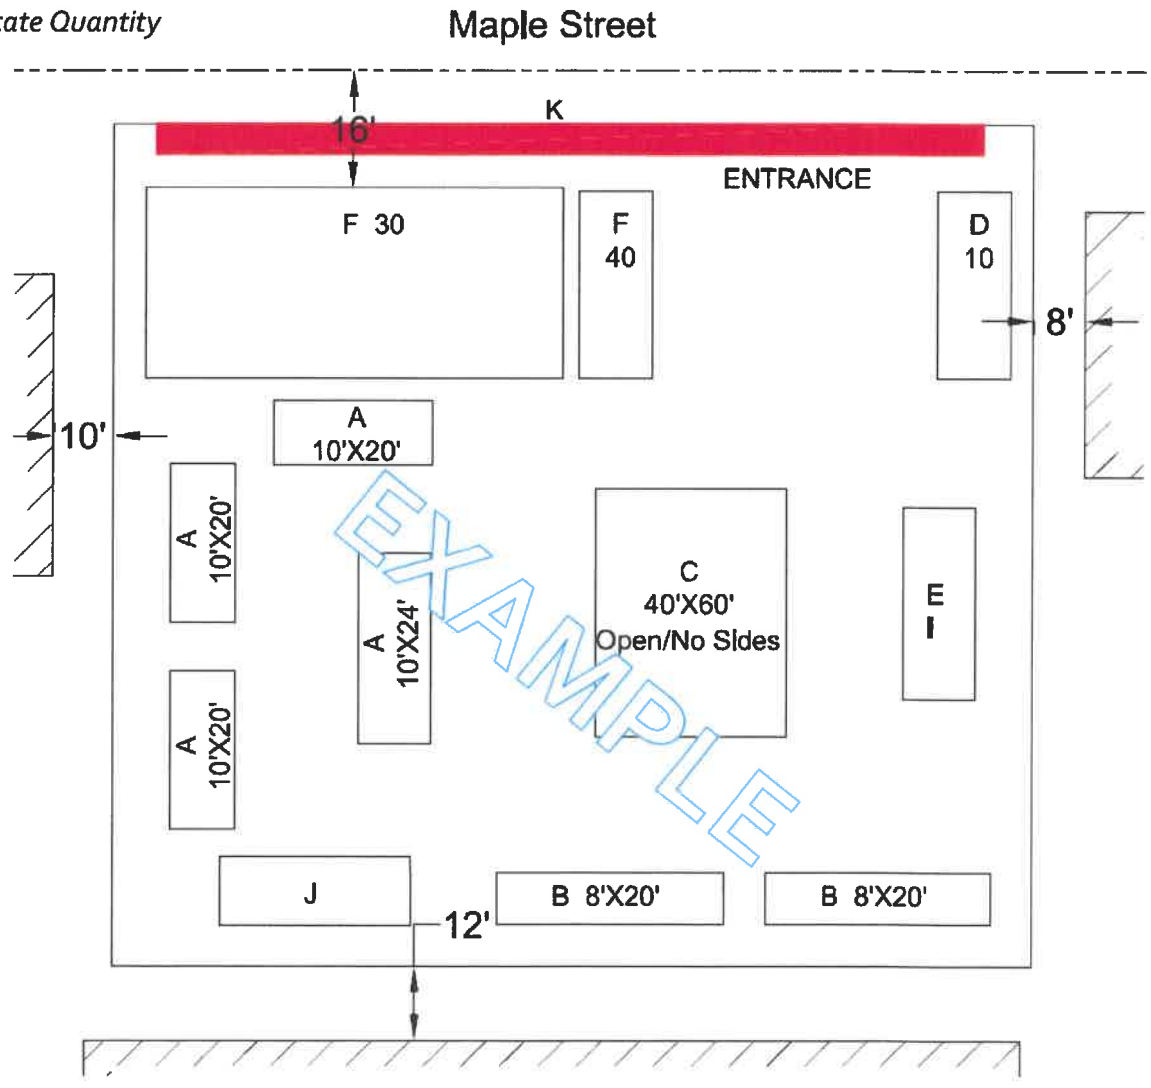 Quantity
Maple Street
K
16'
ENTRANCE
F 30
F
40
D
10
8'
10'
A
10'X20'
A
10'X20'
A
10'X24'
C
40'X60'
Open/No Sides
E
I
A
10'X20'
J
B 8'X20'
B 8'X20'
12'
EXAMPLE